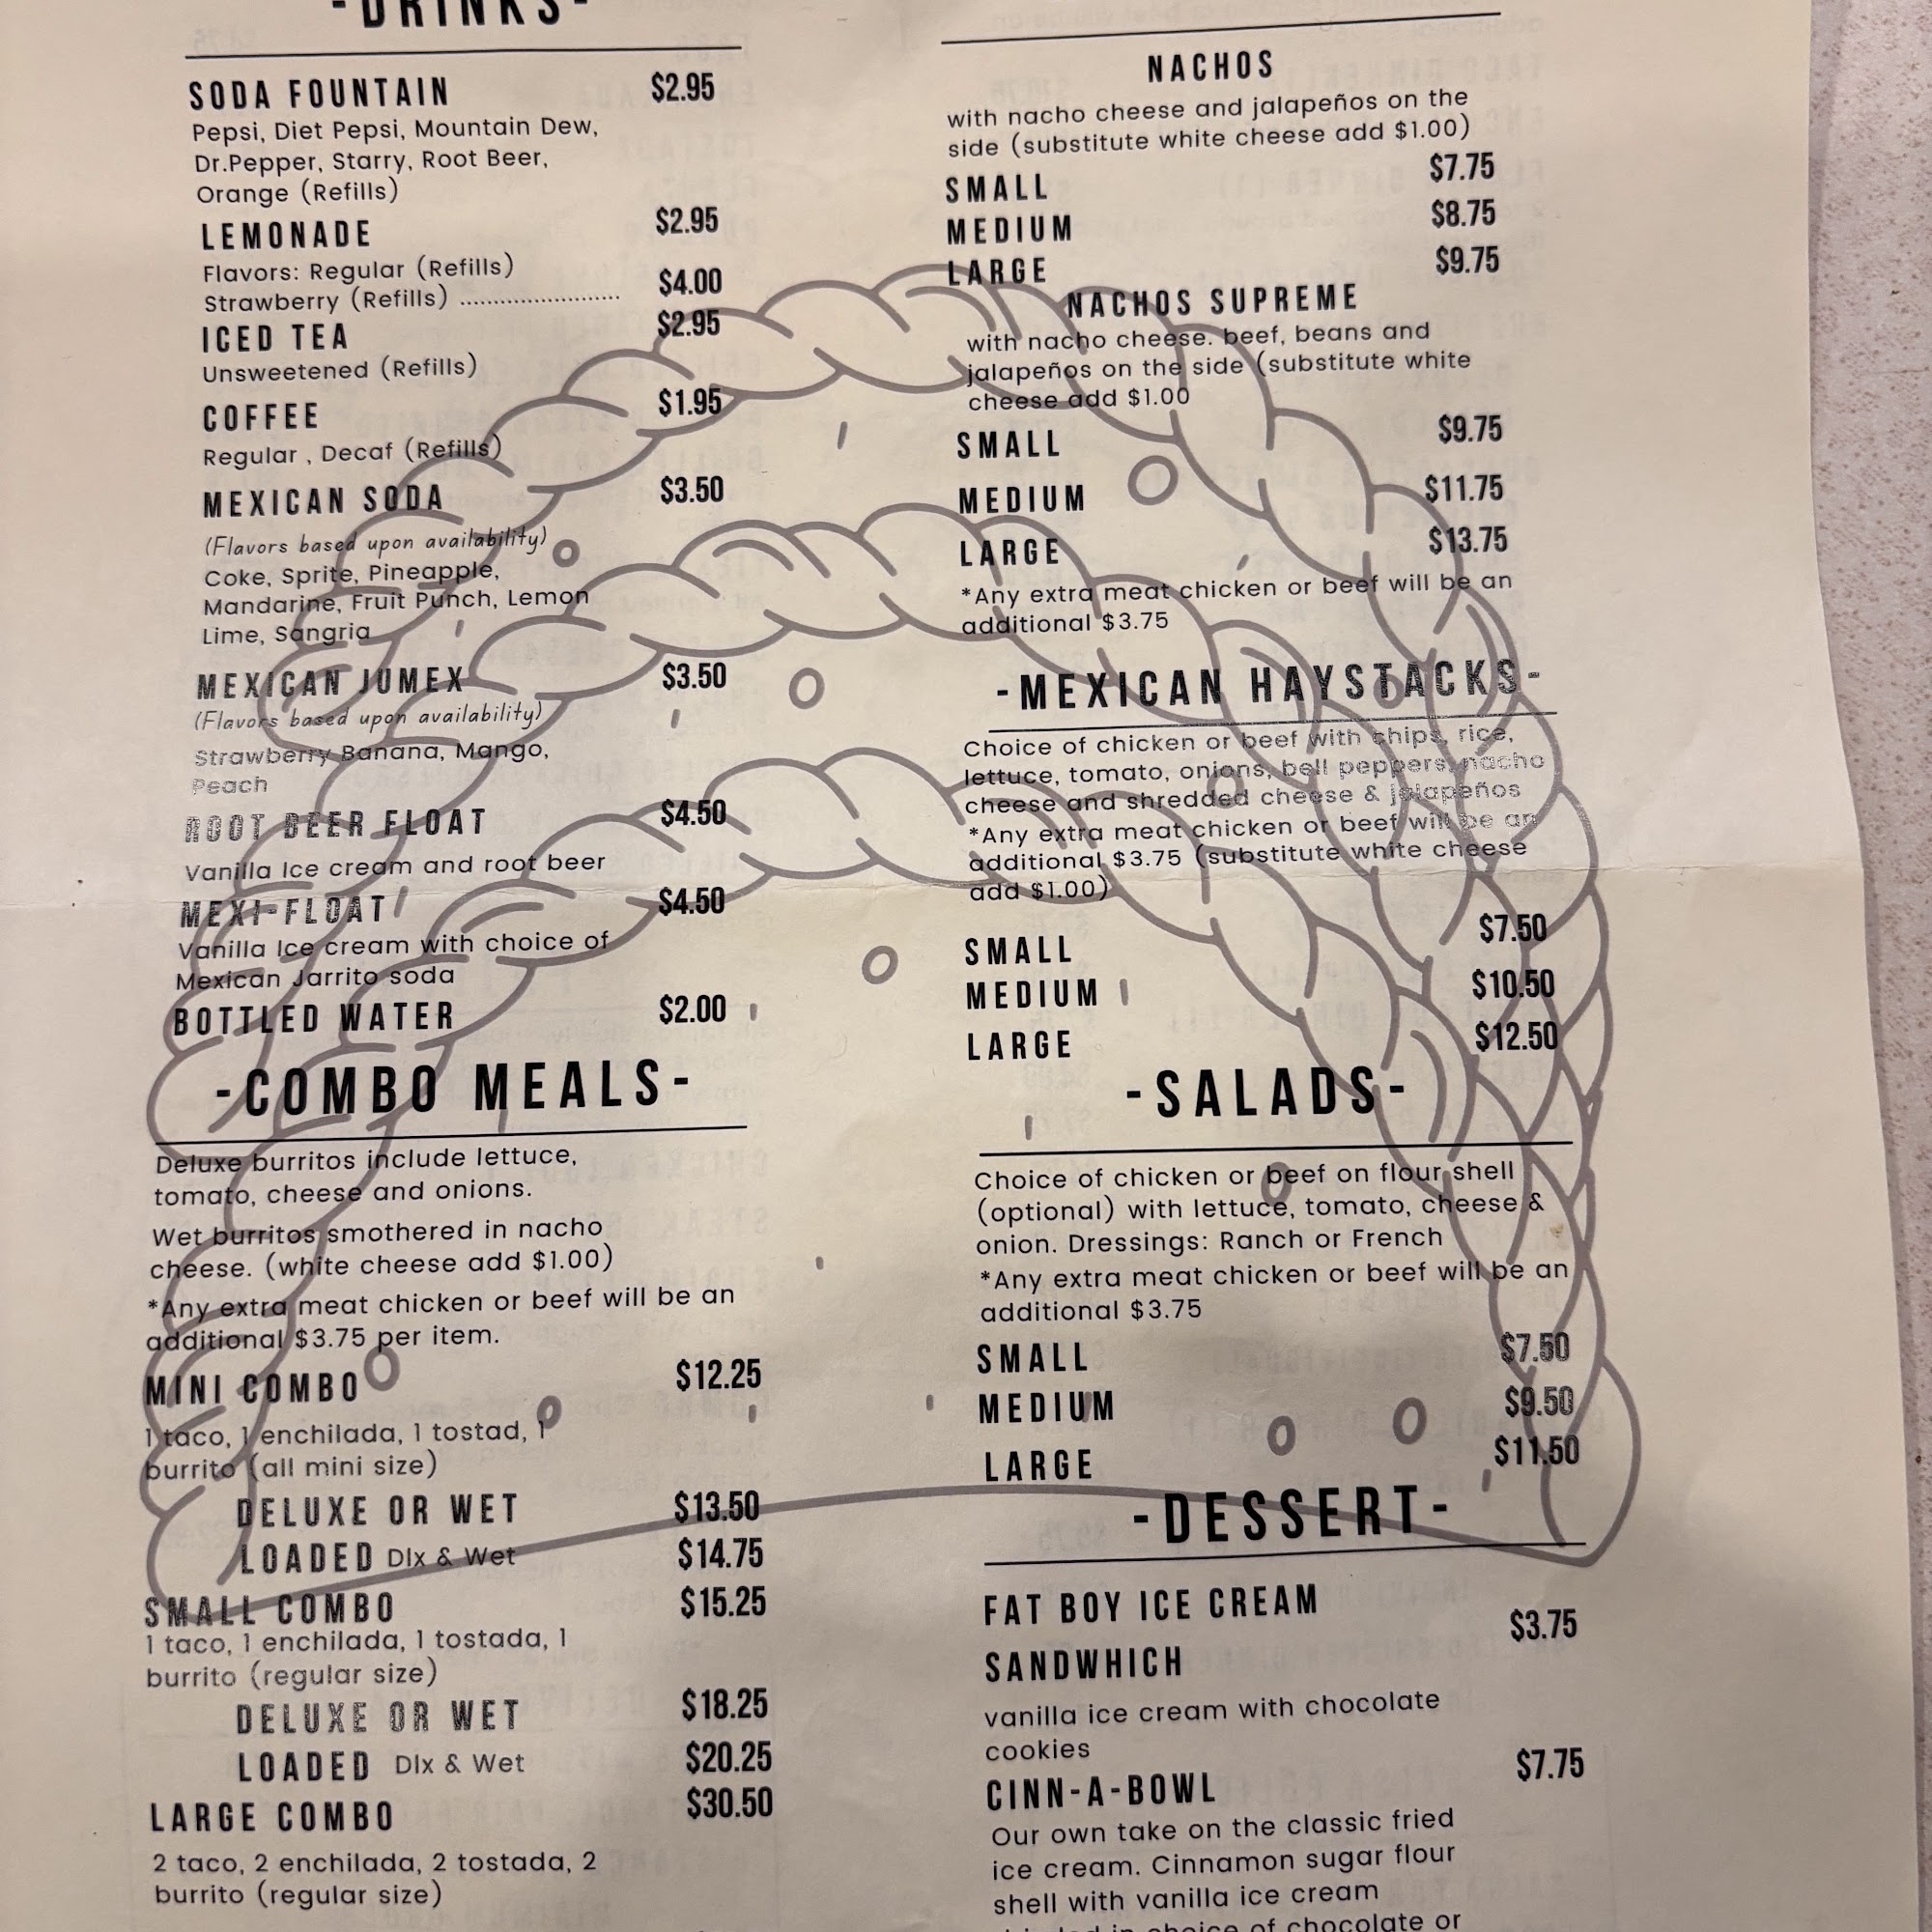 -DRINKS-
SODA FOUNTAIN $2.95
Pepsi, Diet Pepsi, Mountain Dew,
Dr.Pepper, Starry, Root Beer,
Orange (Refills)
LEMONADE $2.95
Flavors: Regular (Refills)
Strawberry (Refills) ........................ $4.00
ICED TEA $2.95
Unsweetened (Refills)
COFFEE $1.95
Regular , Decaf (Refills)
MEXICAN SODA $3.50
(Flavors based upon availability)
Coke, Sprite, Pineapple,
Mandarine, Fruit Punch, Lemon
Lime, Sangria
MEXICAN JUMEX $3.50
(Flavors based upon availability)
Strawberry Banana, Mango,
Peach
ROOT BEER FLOAT $4.50
Vanilla Ice cream and root beer
MEXI-FLOAT $4.50
Vanilla Ice cream with choice of
Mexican Jarrito soda
BOTTLED WATER $2.00
-COMBO MEALS-
Deluxe burritos include lettuce,
tomato, cheese and onions.
Wet burritos smothered in nacho
cheese. (white cheese add $1.00)
*Any extra meat chicken or beef will be an
additional $3.75 per item.
MINI COMBO $12.25
1 taco, 1 enchilada, 1 tostad, 1
burrito (all mini size)
DELUXE OR WET $13.50
LOADED Dlx & Wet $14.75
SMALL COMBO $15.25
1 taco, 1 enchilada, 1 tostada, 1
burrito (regular size)
DELUXE OR WET $18.25
LOADED Dlx & Wet $20.25
LARGE COMBO $30.50
2 taco, 2 enchilada, 2 tostada, 2
burrito (regular size)
NACHOS
with nacho cheese and jalapeños on the
side (substitute white cheese add $1.00)
SMALL $7.75
MEDIUM $8.75
LARGE $9.75
NACHOS SUPREME
with nacho cheese. beef, beans and
jalapeños on the side (substitute white
cheese add $1.00
SMALL $9.75
MEDIUM $11.75
LARGE $13.75
*Any extra meat chicken or beef will be an
additional $3.75
-MEXICAN HAYSTACKS-
Choice of chicken or beef with chips, rice,
lettuce, tomato, onions, bell peppers, nacho
cheese and shredded cheese & jalapeños
*Any extra meat chicken or beef will be an
additional $3.75 (substitute white cheese
add $1.00)
SMALL $7.50
MEDIUM $10.50
LARGE $12.50
-SALADS-
Choice of chicken or beef on flour shell
(optional) with lettuce, tomato, cheese &
onion. Dressings: Ranch or French
*Any extra meat chicken or beef will be an
additional $3.75
SMALL $7.50
MEDIUM $9.50
LARGE $11.50
-DESSERT-
FAT BOY ICE CREAM
SANDWHICH $3.75
vanilla ice cream with chocolate
cookies
CINN-A-BOWL $7.75
Our own take on the classic fried
ice cream. Cinnamon sugar flour
shell with vanilla ice cream
in choice of chocolate or